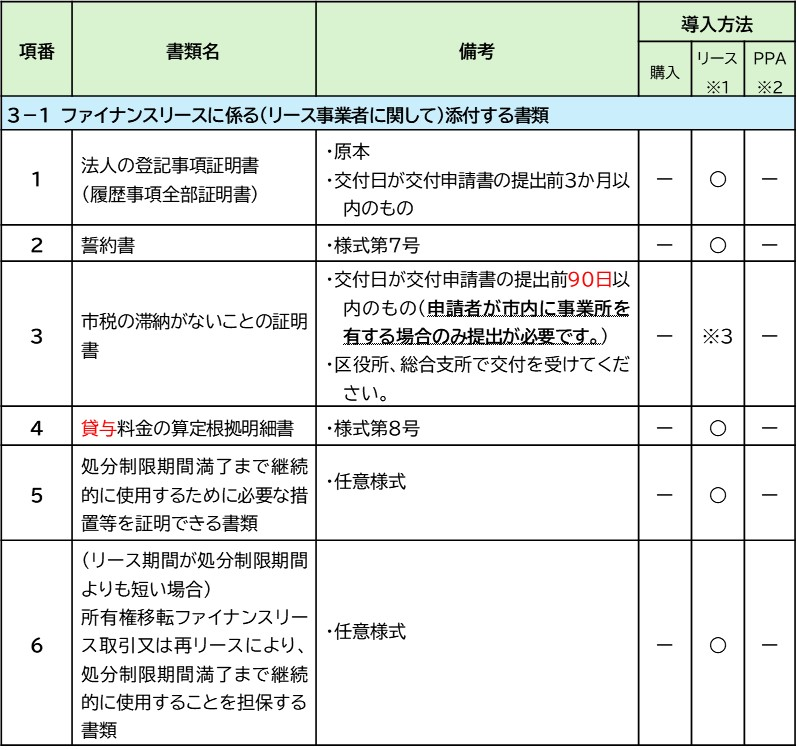 項番 書類名 備考 導入方法
購入 リース PPA
※1 ※2
3－1 ファイナンスリースに係る（リース事業者に関して）添付する書類
1 法人の登記事項証明書
（履歴事項全部証明書）
・原本
・交付日が交付申請書の提出前3か月以
内のもの
－ ○ －
2 誓約書 ・様式第7号 － ○ －
3 市税の滞納がないことの証明
書
・交付日が交付申請書の提出前90日以
内のもの（申請者が市内に事業所を
有する場合のみ提出が必要です。）
・区役所、総合支所で交付を受けてくだ
さい。
－ ※3 －
4 貸与料金の算定根拠明細書 ・様式第8号 － ○ －
5 処分制限期間満了まで継続
的に使用するために必要な措
置等を証明できる書類
・任意様式
－ ○ －
6 （リース期間が処分制限期間
よりも短い場合）
所有権移転ファイナンスリー
ス取引又は再リースにより、
処分制限期間満了まで継続
的に使用することを担保する
書類
・任意様式
－ ○ －